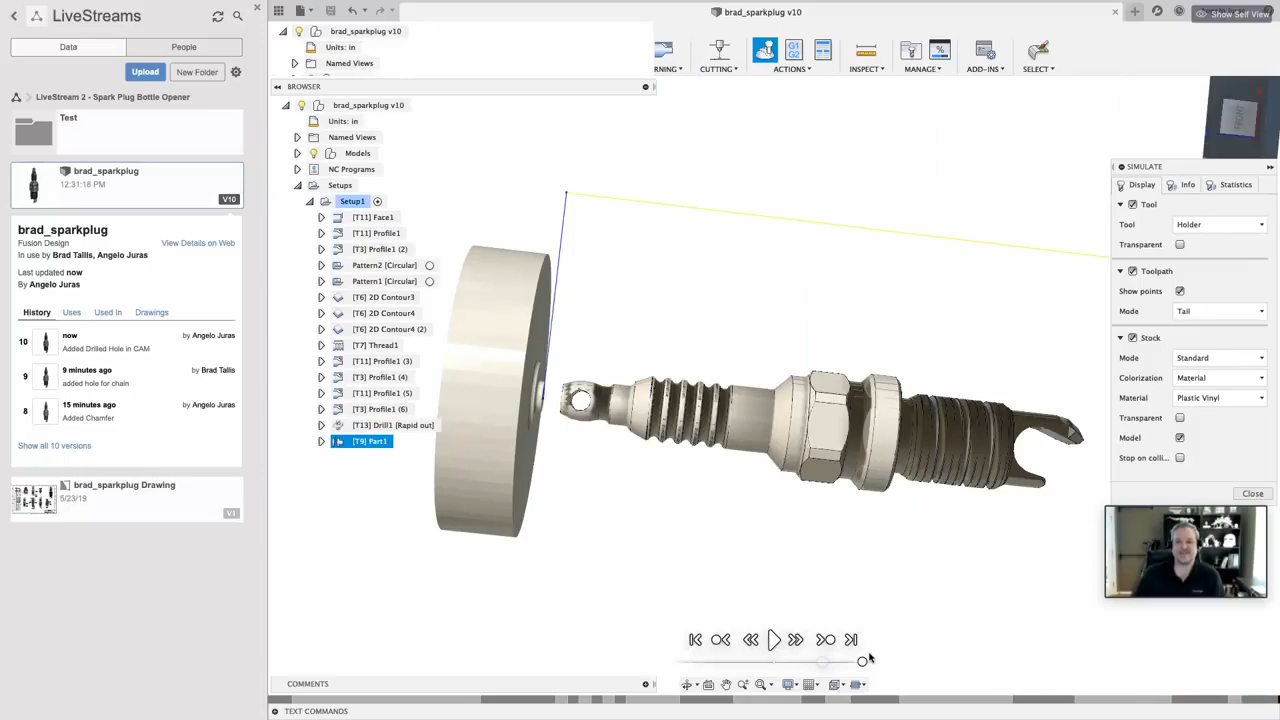 LiveStreams
Data
People
Upload
New Folder
LiveStream 2 - Spark Plug Bottle Opener
Test
brad_sparkplug
12:31:18 PM
V10
brad_sparkplug
Fusion Design
View Details on Web
In use by Brad Tallis, Angelo Juras
Last updated now
By Angelo Juras
History
Uses
Used In
Drawings
10
now
by Angelo Juras
Added Drilled Hole in CAM
9
9 minutes ago
by Brad Tallis
added hole for chain
8
15 minutes ago
by Angelo Juras
Added Chamfer
Show all 10 versions
brad_sparkplug Drawing
5/23/19
V1
brad_sparkplug v10
Show Self View
brad_sparkplug v10
Units: in
Named Views
RNING
CUTTING
G1
G2
ACTIONS
INSPECT
MANAGE
ADD-INS
SELECT
BROWSER
brad_sparkplug v10
Units: in
Named Views
Models
NC Programs
Setups
Setup1
[T11] Face1
[T11] Profile1
[T3] Profile1 (2)
Pattern2 [Circular]
Pattern1 [Circular]
[T6] 2D Contour3
[T6] 2D Contour4
[T6] 2D Contour4 (2)
[T7] Thread1
[T11] Profile1 (3)
[T3] Profile1 (4)
[T11] Profile1 (5)
[T3] Profile1 (6)
[T13] Drill1 [Rapid out]
[T9] Part1
FRONT
SIMULATE
Display
Info
Statistics
Tool
Tool
Holder
Transparent
Toolpath
Show points
Mode
Tail
Stock
Mode
Standard
Colorization
Material
Material
Plastic Vinyl
Transparent
Model
Stop on colli...
Close
COMMENTS
TEXT COMMANDS